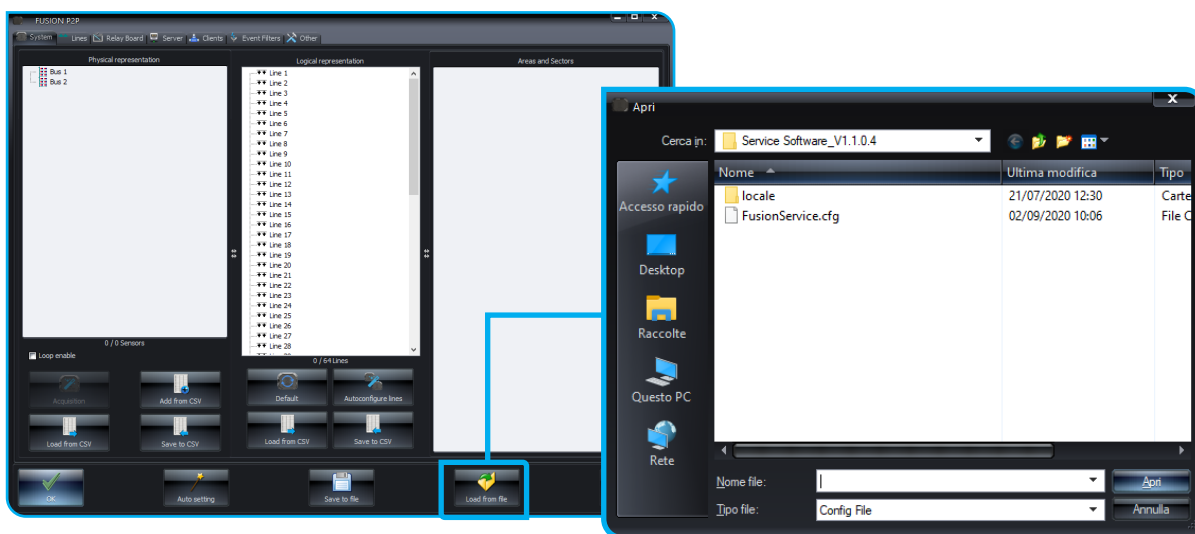 FUSION P2P
System Lines Relay Board Server Clients Event Filters Other
Physical representation
Bus 1
Bus 2
0 / 0 Sensors
Loop enable
Acquisition
Add from CSV
Load from CSV
Save to CSV
Logical representation
Line 1
Line 2
Line 3
Line 4
Line 5
Line 6
Line 7
Line 8
Line 9
Line 10
Line 11
Line 12
Line 13
Line 14
Line 15
Line 16
Line 17
Line 18
Line 19
Line 20
Line 21
Line 22
Line 23
Line 24
Line 25
Line 26
Line 27
Line 28
0 / 64 Lines
Default
Autoconfigure lines
Load from CSV
Save to CSV
Areas and Sectors
OK
Auto setting
Save to file
Load from file
Apri
X
Cerca in: Service Software_V1.1.0.4
Accesso rapido
Desktop
Raccolte
Questo PC
Rete
Nome Ultima modifica Tipo
locale 21/07/2020 12:30 Carte
FusionService.cfg 02/09/2020 10:06 File C
Nome file:
Apri
Tipo file: Config File
Annulla